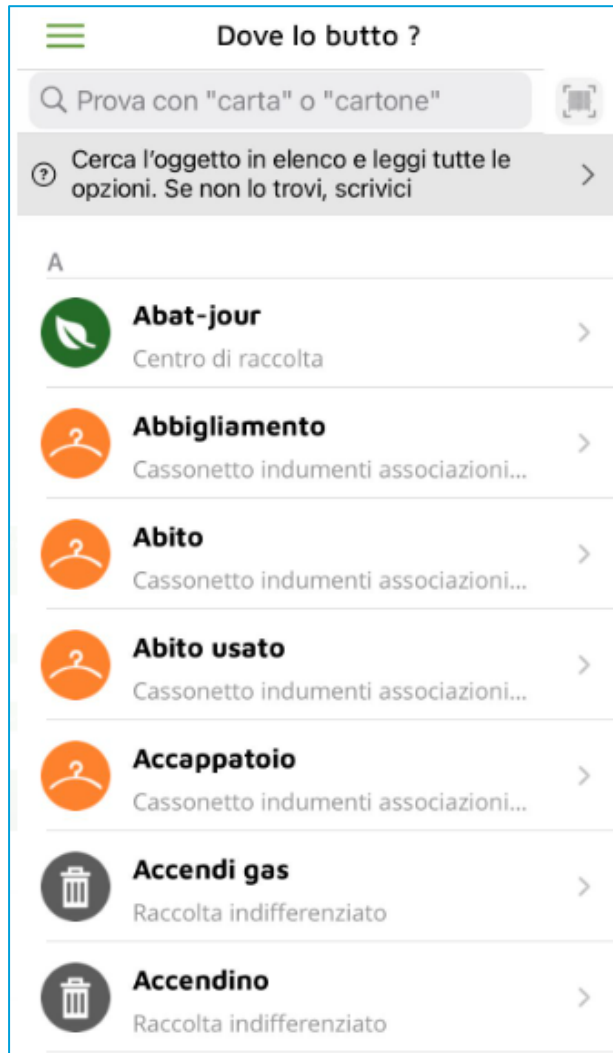 Dove lo butto ?
Prova con "carta" o "cartone"
Cerca l'oggetto in elenco e leggi tutte le
opzioni. Se non lo trovi, scrivici
A
Abat-jour
Centro di raccolta
Abbigliamento
Cassonetto indumenti associazioni...
Abito
Cassonetto indumenti associazioni...
Abito usato
Cassonetto indumenti associazioni...
Accappatoio
Cassonetto indumenti associazioni...
Accendi gas
Raccolta indifferenziato
Accendino
Raccolta indifferenziato